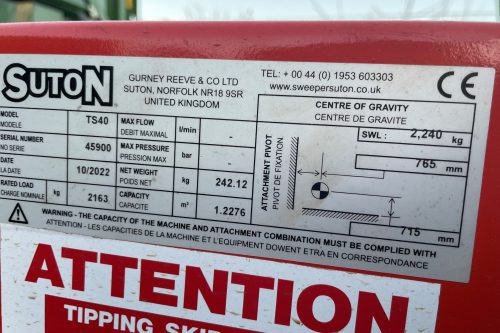 SUTON
GURNEY REEVE & CO LTD
SUTON, NORFOLK NR18 9SR
UNITED KINGDOM
TEL: + 00 44 (0) 1953 603303
www.sweepersuton.co.uk
CE
MODEL
MODELE
TS40
MAX FLOW
DEBIT MAXIMAL
l/min
-
SERIAL NUMBER
NO SERIE
45900
MAX PRESSURE
PRESSION MAX
bar
-
DATE
LA DATE
10/2022
NET WEIGHT
POIDS NET
kg
242.12
RATED LOAD
CHARGE NOMINALE
kg
2163
CAPACITY
CAPACITY
m³
1.2276
CENTRE OF GRAVITY
CENTRE DE GRAVITE
ATTACHMENT PIVOT
PIVOT DE FIXATION
SWL: 2,240 kg
765
mm
715
mm
WARNING - THE CAPACITY OF THE MACHINE AND ATTACHMENT COMBINATION MUST BE COMPLIED WITH
ATTENTION - LES CAPACITIES DE LA MACHINE ET L'EQUIPMENT DOWENT ETRA EN CORRESPONDANCE
ATTENTION
TIPPING